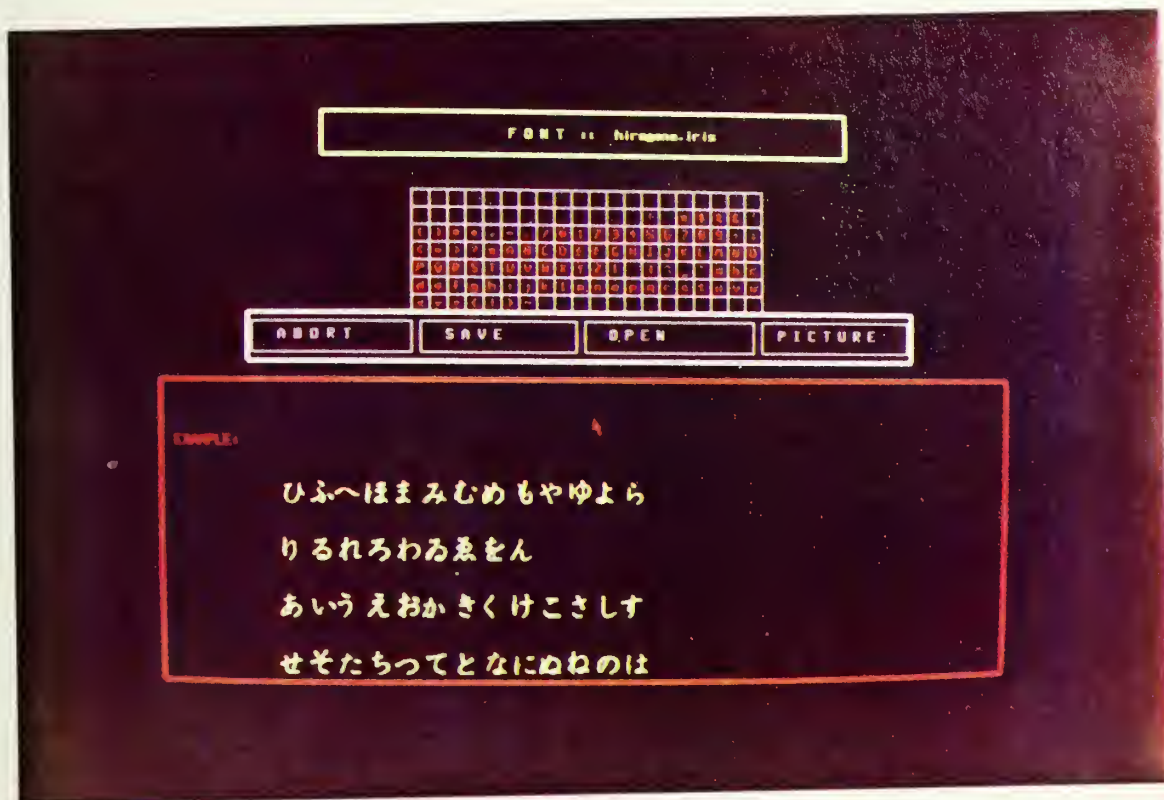 FONT :: hiragana.iris
ABORT SAVE OPEN PICTURE
EXAMPLE:
ひふへほまみむめもやゆよら
りるれろわゐゑをん
あいうえおかきくけこさしす
せそたちつてとなにぬねのは